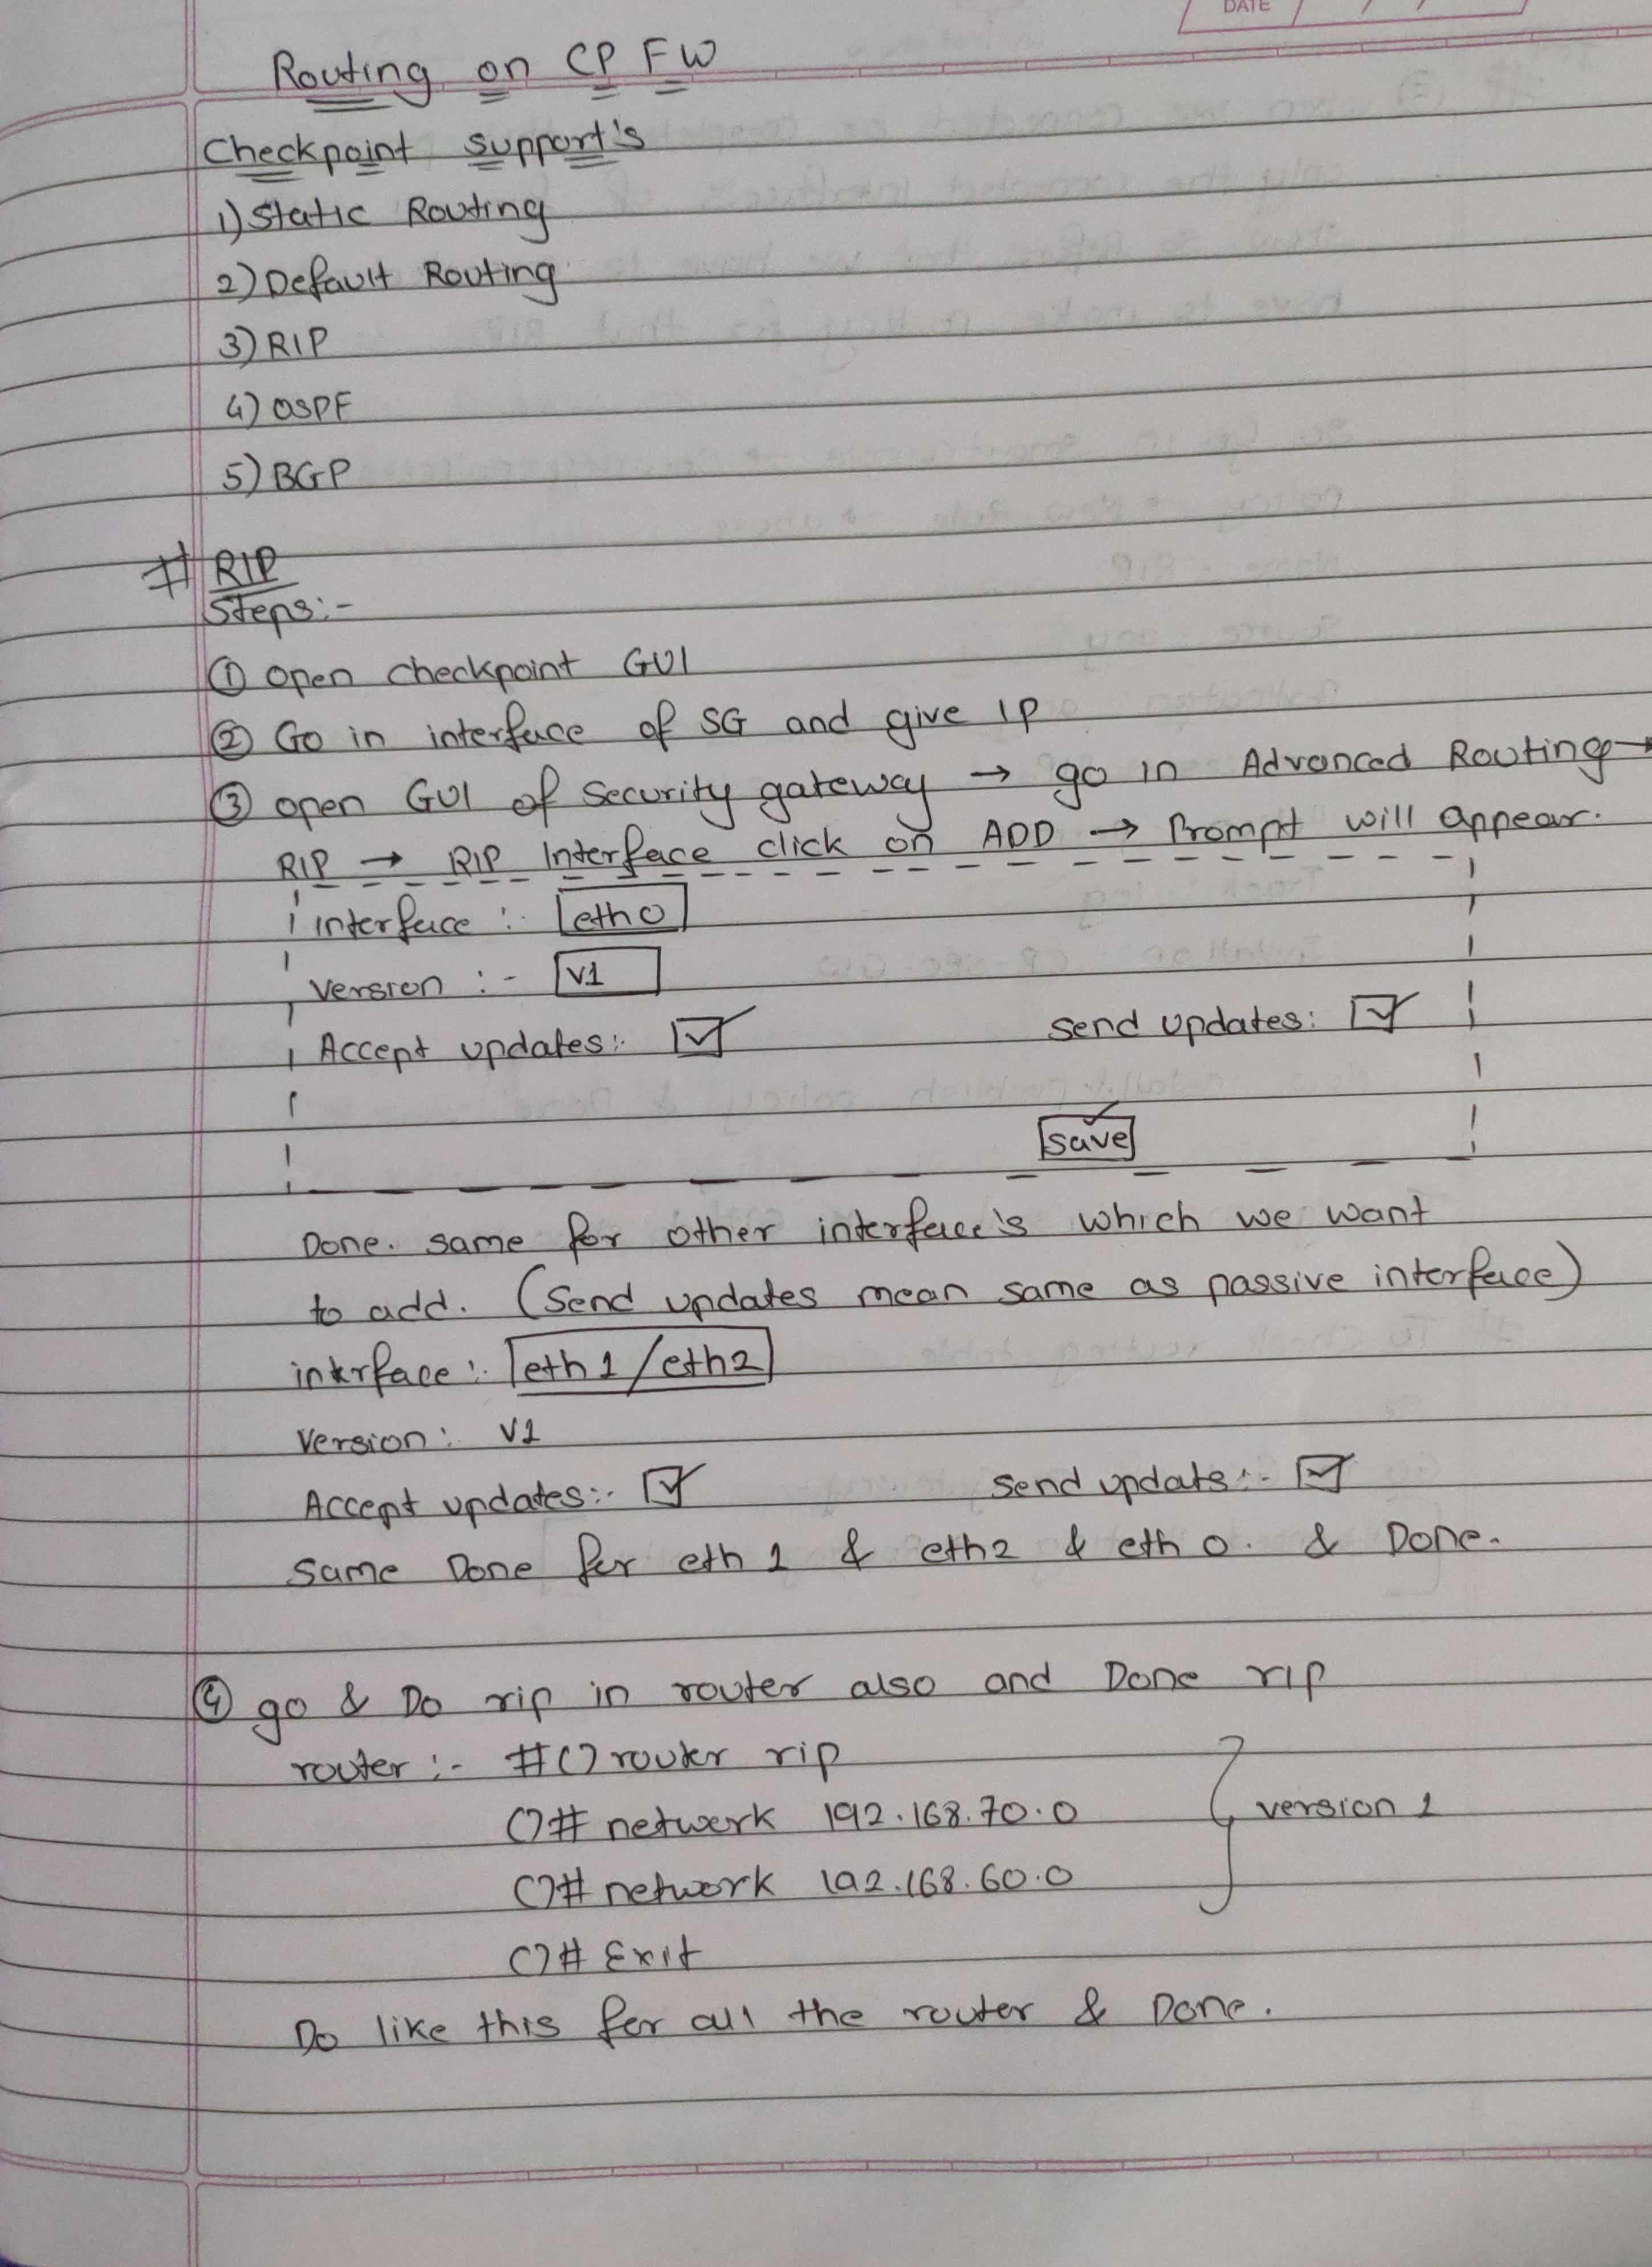 DATE / /
Routing on CP FW
Checkpoint support's
1) Static Routing
2) Default Routing
3) RIP
4) OSPF
5) BGP
# RIP
Steps:-
① open checkpoint GUI
② Go in interface of SG and give IP
③ open GUI of security gateway → go in Advanced Routing →
RIP → RIP Interface click on ADD → Prompt will appear.
interface :. eth0
version :- v1
Accept updates:. ☑ send updates: ☑
save
Done. same for other interface's which we want
to add. (Send updates mean same as passive interface)
interface :. eth 1 / eth2
version :. v1
Accept updates:. ☑ send updats :- ☑
same Done for eth 1 & eth2 & eth 0. & Done.
④ go & Do rip in router also and Done rip
router :- #() router rip
()# network 192.168.70.0 version 1
()# network 192.168.60.0
()# Exit
Do like this for all the router & Done.